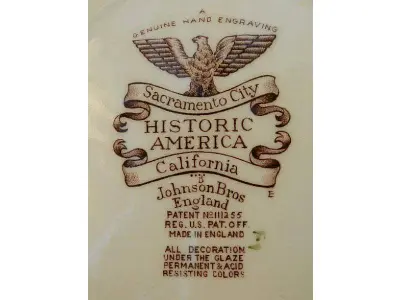 A
GENUINE HAND ENGRAVING
Sacramento City
HISTORIC
AMERICA
California
"B"
Johnson Bros
England
PATENT No 111255
REG. U.S. PAT. OFF.
MADE IN ENGLAND
E
ALL DECORATION
UNDER THE GLAZE
PERMANENT & ACID
RESISTING COLORS